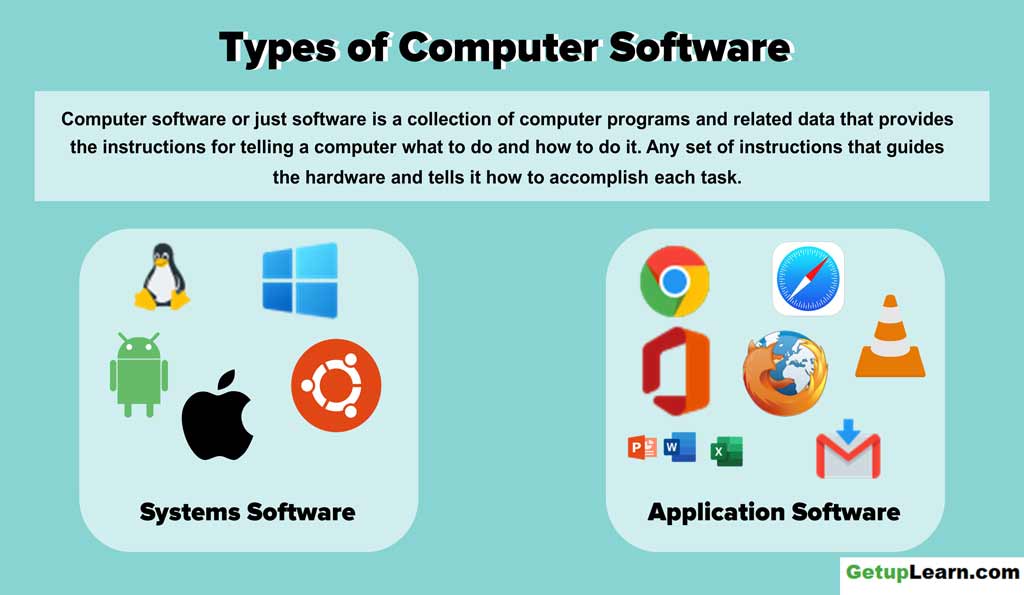 Types of Computer Software
Computer software or just software is a collection of computer programs and related data that provides
the instructions for telling a computer what to do and how to do it. Any set of instructions that guides
the hardware and tells it how to accomplish each task.
P W X
Systems Software
Application Software
GetupLearn.com